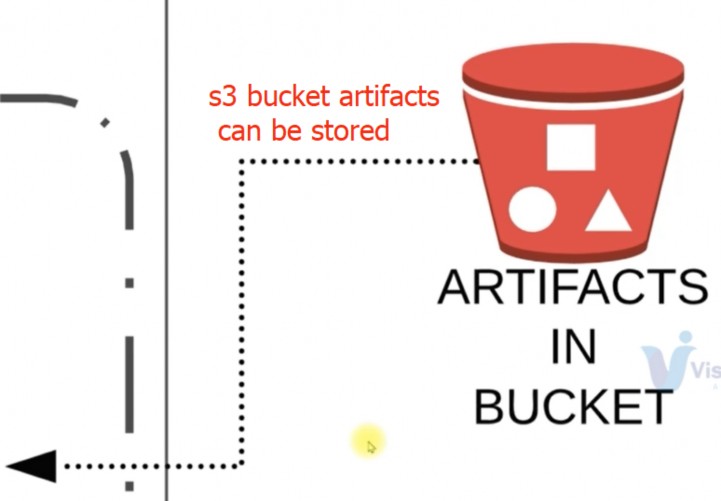 s3 bucket artifacts
can be stored
ARTIFACTS
IN
BUCKET